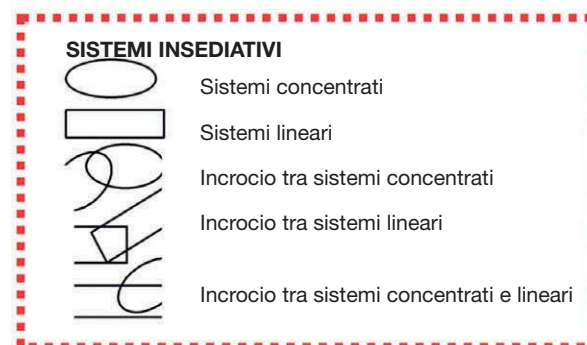 SISTEMI INSEDIATIVI
Sistemi concentrati
Sistemi lineari
Incrocio tra sistemi concentrati
Incrocio tra sistemi lineari
Incrocio tra sistemi concentrati e lineari